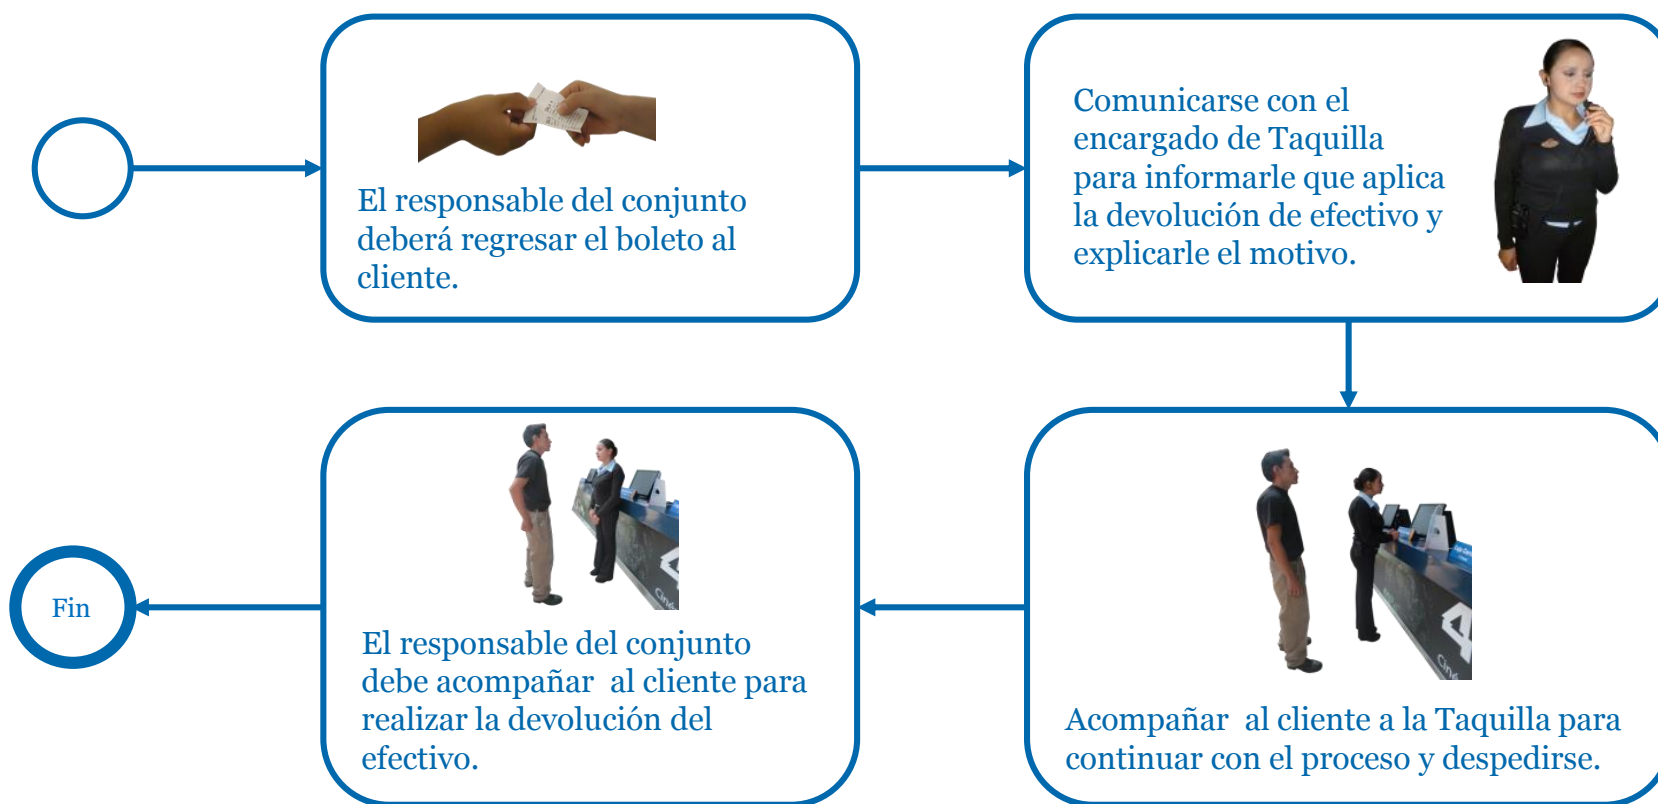 El responsable del conjunto
deberá regresar el boleto al
cliente.
Comunicarse con el
encargado de Taquilla
para informarle que aplica
la devolución de efectivo y
explicarle el motivo.
Fin
El responsable del conjunto
debe acompañar al cliente para
realizar la devolución del
efectivo.
Acompañar al cliente a la Taquilla para
continuar con el proceso y despedirse.